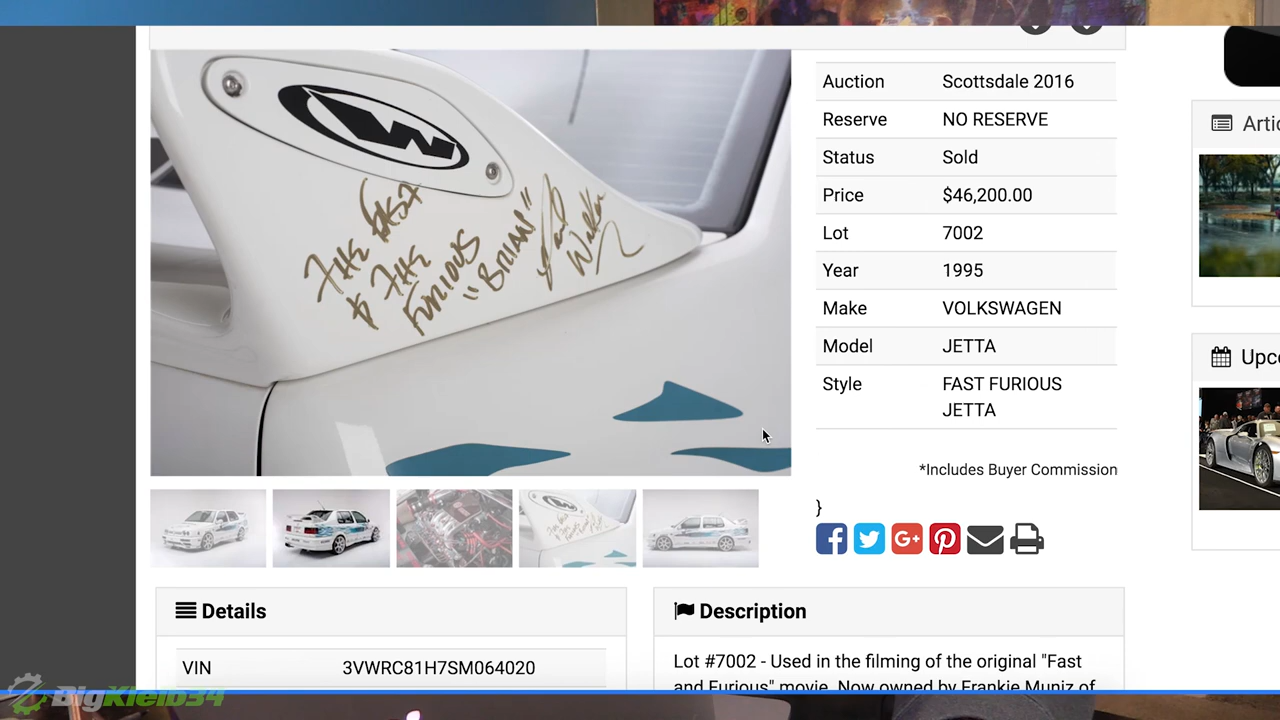 THE FAST
& THE
FURIOUS
"BRIAN"
Paul
Walker
Auction Scottsdale 2016
Reserve NO RESERVE
Status Sold
Price $46,200.00
Lot 7002
Year 1995
Make VOLKSWAGEN
Model JETTA
Style FAST FURIOUS
JETTA
*Includes Buyer Commission
}
Details
VIN 3VWRC81H7SM064020
Description
Lot #7002 - Used in the filming of the original "Fast
and Furious" movie. Now owned by Frankie Muniz of
BigKleib34